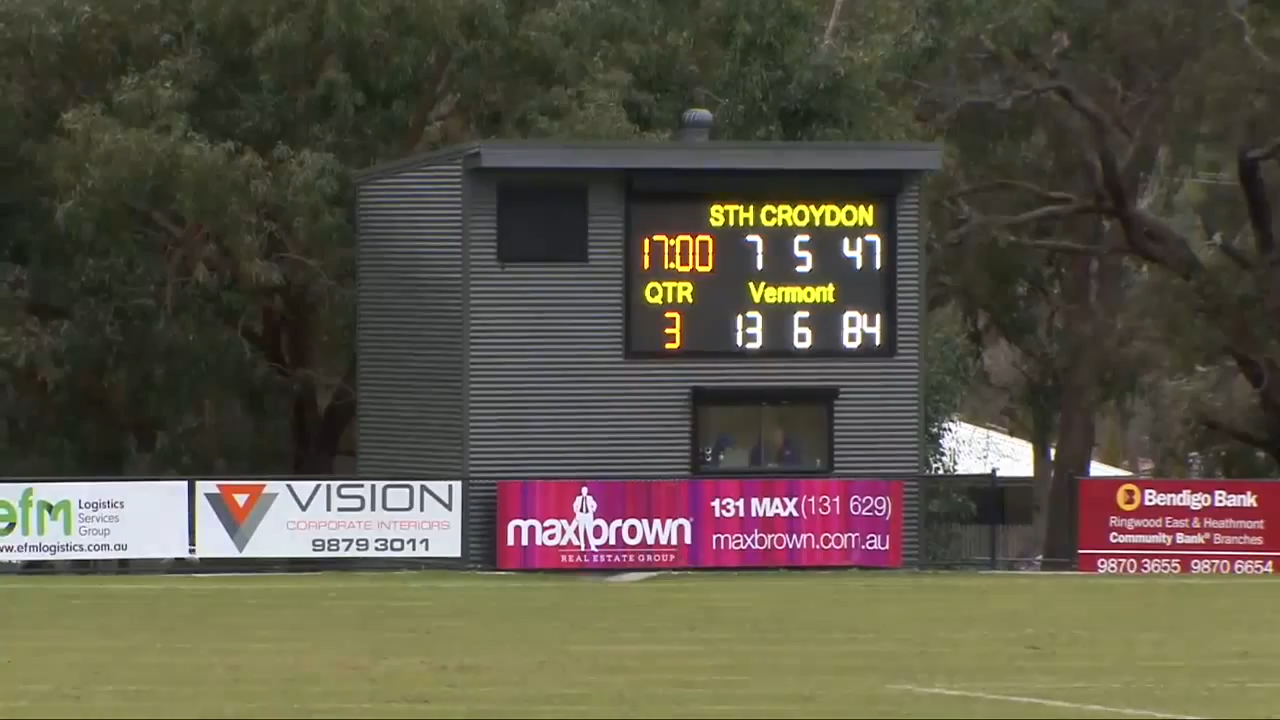 STH CROYDON
17:00 7 5 47
QTR Vermont
3 13 6 84
efm Logistics
Services
Group
www.efmlogistics.com.au
VISION
CORPORATE INTERIORS
9879 3011
maxbrown
REAL ESTATE GROUP
131 MAX (131 629)
maxbrown.com.au
Bendigo Bank
Ringwood East & Heathmont
Community Bank® Branches
9870 3655 9870 6654